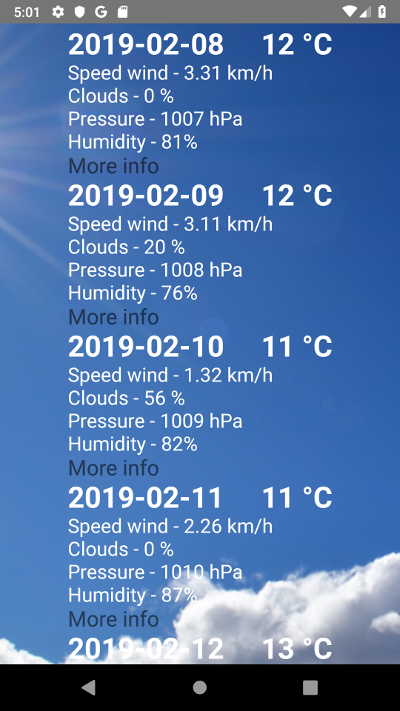 5:01
2019-02-08 12 °C
Speed wind - 3.31 km/h
Clouds - 0 %
Pressure - 1007 hPa
Humidity - 81%
More info
2019-02-09 12 °C
Speed wind - 3.11 km/h
Clouds - 20 %
Pressure - 1008 hPa
Humidity - 76%
More info
2019-02-10 11 °C
Speed wind - 1.32 km/h
Clouds - 56 %
Pressure - 1009 hPa
Humidity - 82%
More info
2019-02-11 11 °C
Speed wind - 2.26 km/h
Clouds - 0 %
Pressure - 1010 hPa
Humidity - 87%
More info
2019-02-12 13 °C